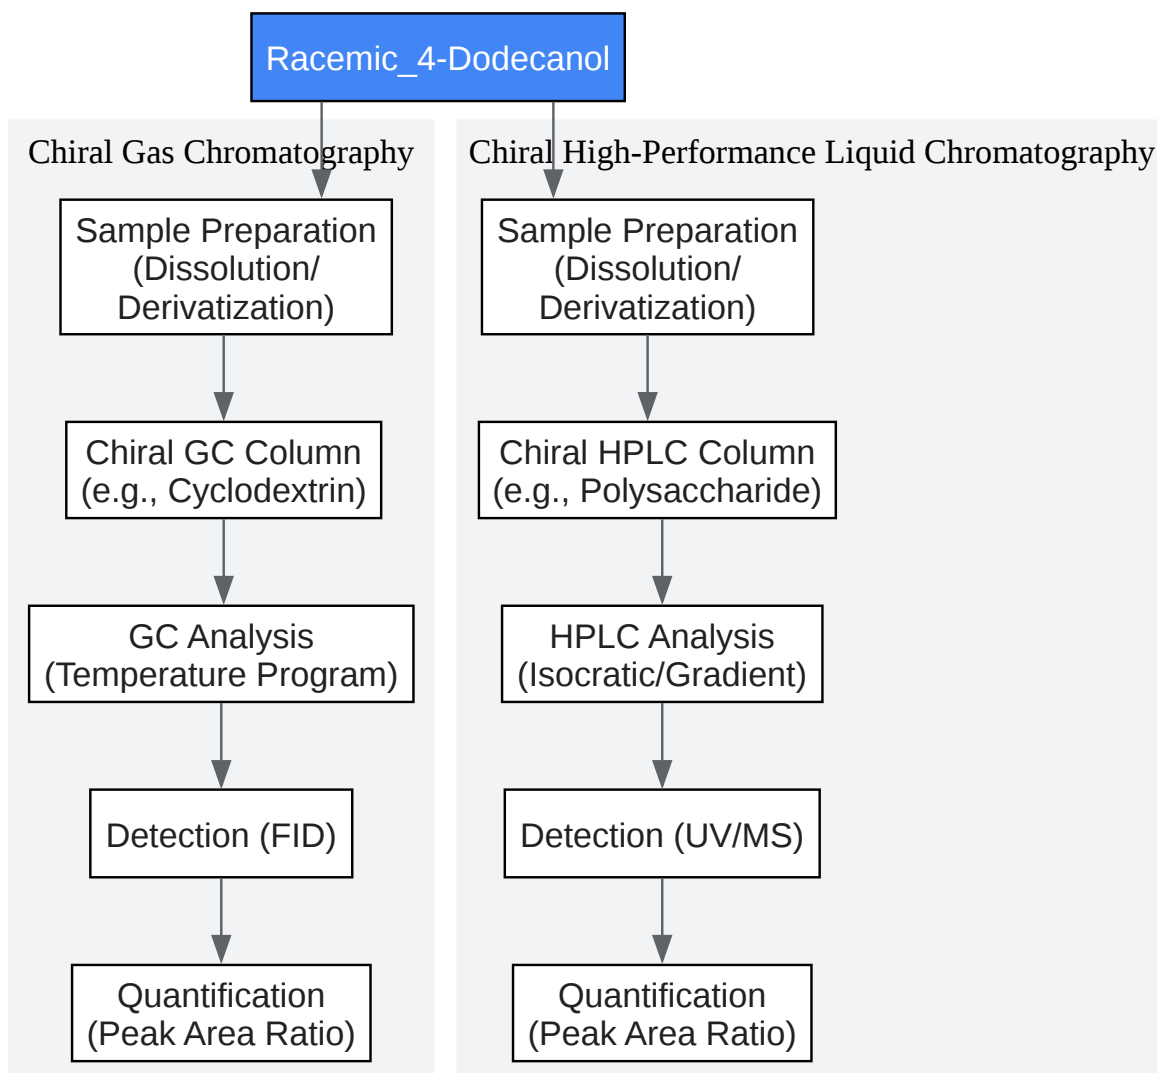 Racemic_4-Dodecanol
Chiral Gas Chromatography
Sample Preparation
(Dissolution/
Derivatization)
Chiral GC Column
(e.g., Cyclodextrin)
GC Analysis
(Temperature Program)
Detection (FID)
Quantification
(Peak Area Ratio)
Chiral High-Performance Liquid Chromatography
Sample Preparation
(Dissolution/
Derivatization)
Chiral HPLC Column
(e.g., Polysaccharide)
HPLC Analysis
(Isocratic/Gradient)
Detection (UV/MS)
Quantification
(Peak Area Ratio)